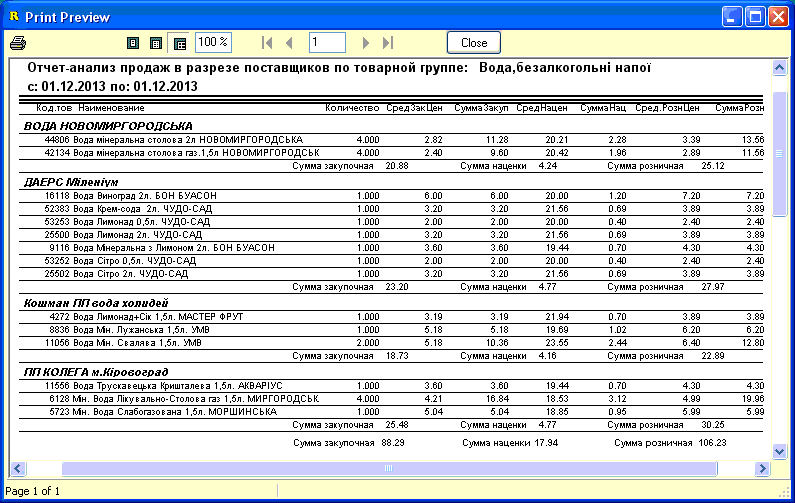 Print Preview
100 %
1
Close
Отчет-анализ продаж в разрезе поставщиков по товарной группе: Вода,безалкогольні напої
с: 01.12.2013 по: 01.12.2013
Код.тов Наименование Количество СредЗакЦен СуммаЗакуп СредНацен СуммаНац Сред.РознЦен СуммаРозн
ВОДА НОВОМИРГОРОДСЬКА
44806 Вода мінеральна столова 2л НОВОМИРГОРОДСЬКА 4.000 2.82 11.28 20.21 2.28 3.39 13.56
42134 Вода мінеральна столова газ.1,5л НОВОМИРГОРОДСЬК 4.000 2.40 9.60 20.42 1.96 2.89 11.56
Сумма закупочная 20.88 Сумма наценки 4.24 Сумма розничная 25.12
ДАЕРС Міленіум
16118 Вода Виноград 2л. БОН БУАСОН 1.000 6.00 6.00 20.00 1.20 7.20 7.20
52383 Вода Крем-сода 2л. ЧУДО-САД 1.000 3.20 3.20 21.56 0.69 3.89 3.89
53253 Вода Лимонад 0,5л. ЧУДО-САД 1.000 2.00 2.00 20.00 0.40 2.40 2.40
25500 Вода Лимонад 2л. ЧУДО-САД 1.000 3.20 3.20 21.56 0.69 3.89 3.89
9116 Вода Мінеральна з Лимоном 2л. БОН БУАСОН 1.000 3.60 3.60 19.44 0.70 4.30 4.30
53252 Вода Сітро 0,5л. ЧУДО-САД 1.000 2.00 2.00 20.00 0.40 2.40 2.40
25502 Вода Сітро 2л. ЧУДО-САД 1.000 3.20 3.20 21.56 0.69 3.89 3.89
Сумма закупочная 23.20 Сумма наценки 4.77 Сумма розничная 27.97
Кошман ПП вода холидей
4272 Вода Лимонад+Сік 1,5л. МАСТЕР ФРУТ 1.000 3.19 3.19 21.94 0.70 3.89 3.89
8836 Вода Мін. Лужанська 1,5л. УМВ 1.000 5.18 5.18 19.69 1.02 6.20 6.20
11056 Вода Мін. Свалява 1,5л. УМВ 2.000 5.18 10.36 23.55 2.44 6.40 12.80
Сумма закупочная 18.73 Сумма наценки 4.16 Сумма розничная 22.89
ПП КОЛЕГА м.Кіровоград
11556 Вода Трускавецька Кришталева 1,5л. АКВАРІУС 1.000 3.60 3.60 19.44 0.70 4.30 4.30
6128 Мін. Вода Лікувально-Столова газ 1,5л. МИРГОРОДСЬК 4.000 4.21 16.84 18.53 3.12 4.99 19.96
5723 Мін. Вода Слабогазована 1,5л. МОРШИНСЬКА 1.000 5.04 5.04 18.85 0.95 5.99 5.99
Сумма закупочная 25.48 Сумма наценки 4.77 Сумма розничная 30.25
Сумма закупочная 88.29 Сумма наценки 17.94 Сумма розничная 106.23
Page 1 of 1